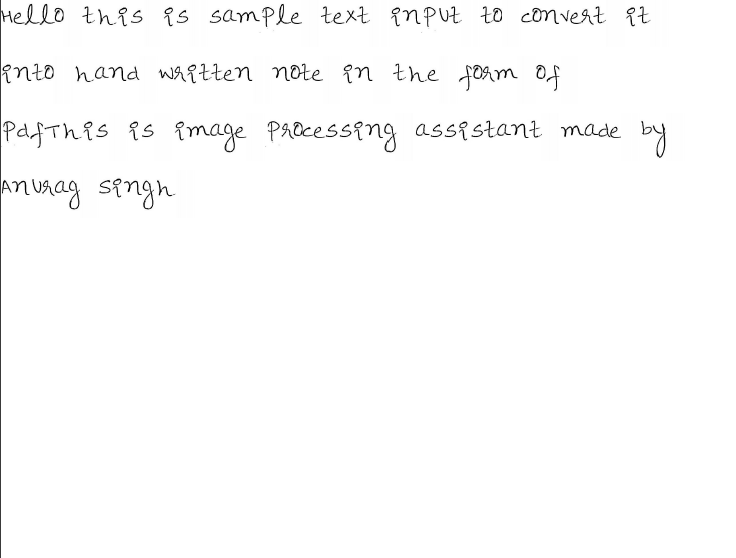 Hello this is sample text input to convert it
into hand written note in the form of
PdfThis is image Processing assistant made by
Anurag singh